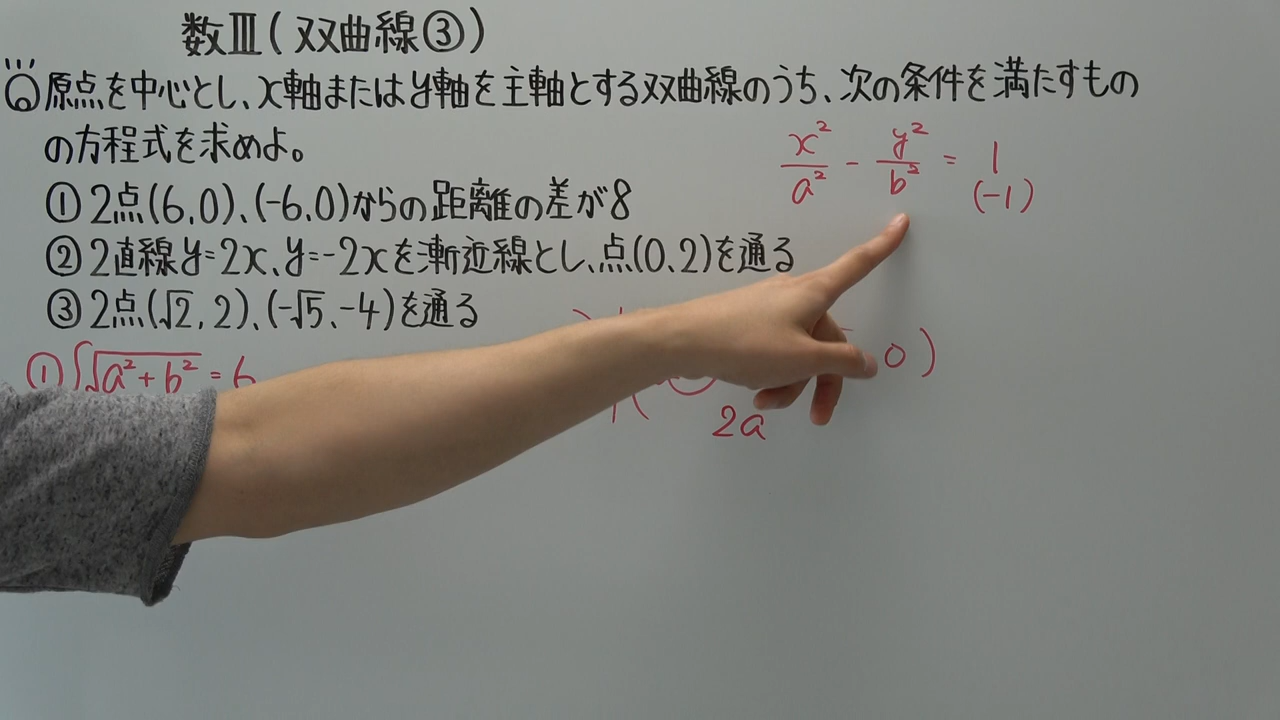 数Ⅲ(双曲線③)
Q 原点を中心とし、x軸またはy軸を主軸とする双曲線のうち、次の条件を満たすもの
の方程式を求めよ。
x²/a² - y²/b² = 1
(-1)
①2点(6,0)、(-6,0)からの距離の差が8
②2直線y=2x、y=-2xを漸近線とし、点(0,2)を通る
③2点(√2,2)、(-√5,-4)を通る
①√a²+b² = 6
0)
2a